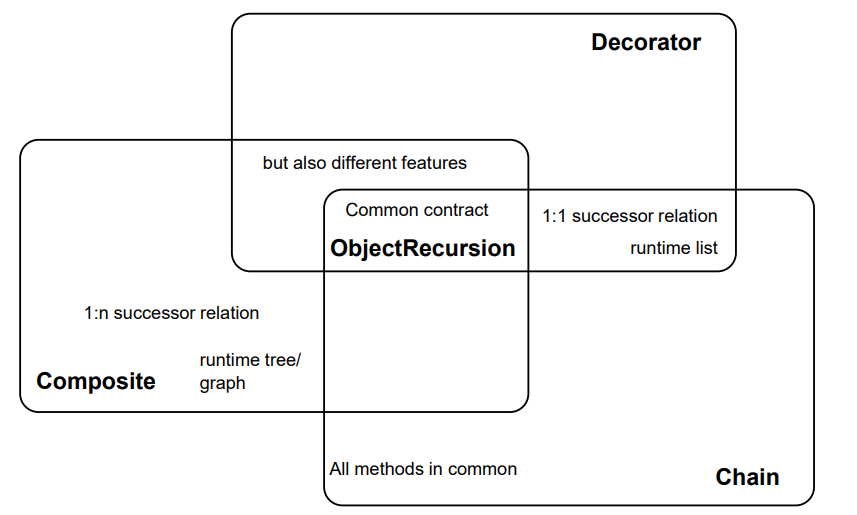 Decorator
but also different features
Common contract
1:1 successor relation
ObjectRecursion
runtime list
1:n successor relation
runtime tree/
graph
Composite
All methods in common
Chain